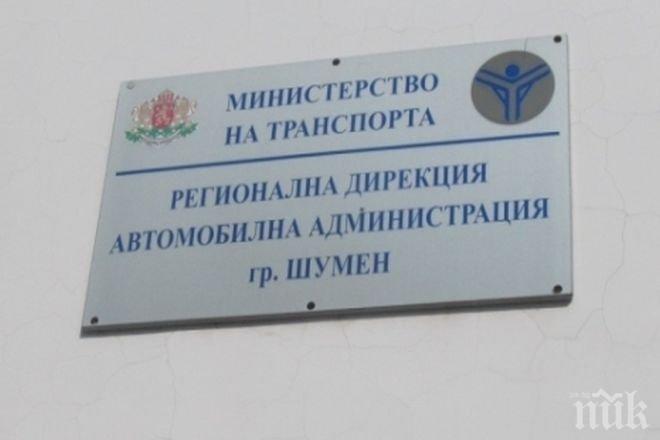 МИНИСТЕРСТВО
НА ТРАНСПОРТА
РЕГИОНАЛНА ДИРЕКЦИЯ
АВТОМОБИЛНА АДМИНИСТРАЦИЯ
гр. ШУМЕН
пик